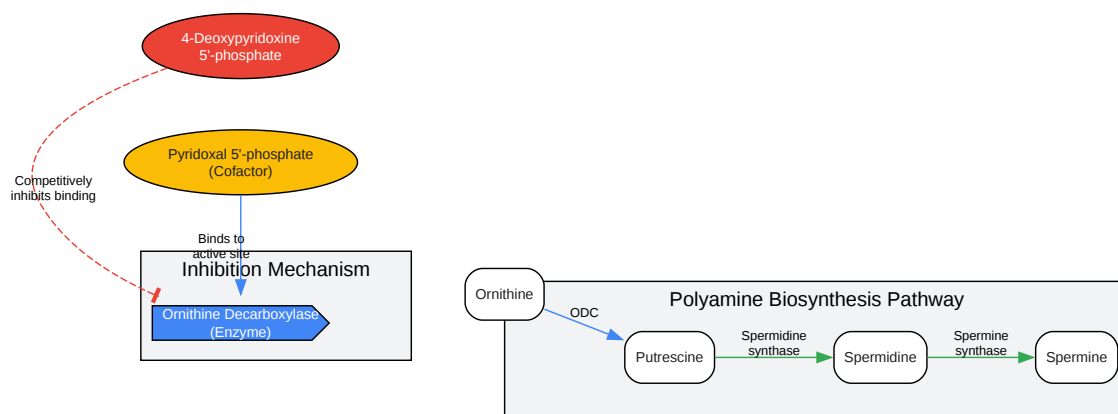 4-Deoxypyridoxine
5'-phosphate
Pyridoxal 5'-phosphate
(Cofactor)
Competitively
inhibits binding
Binds to
active site
Inhibition Mechanism
Ornithine Decarboxylase
(Enzyme)
Ornithine
Polyamine Biosynthesis Pathway
ODC
Putrescine
Spermidine
synthase
Spermidine
Spermine
synthase
Spermine